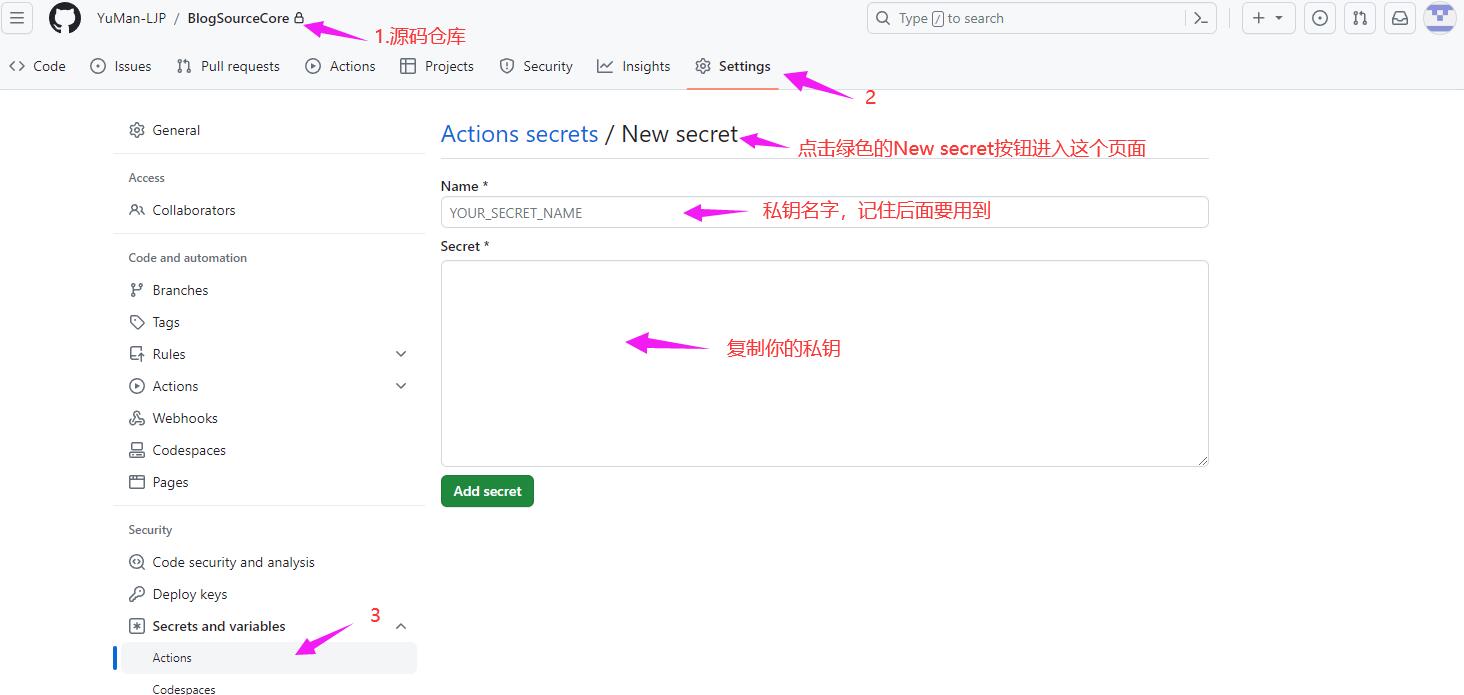 YuMan-LJP / BlogSourceCore
Type / to search
1.源码仓库
Code Issues Pull requests Actions Projects Security Insights Settings
2
General
Actions secrets / New secret
点击绿色的New secret按钮进入这个页面
Access
Name *
Collaborators
YOUR_SECRET_NAME
私钥名字，记住后面要用到
Secret *
Code and automation
Branches
Tags
Rules
复制你的私钥
Actions
Webhooks
Codespaces
Pages
Add secret
Security
Code security and analysis
Deploy keys
Secrets and variables
3
Actions
Codespaces